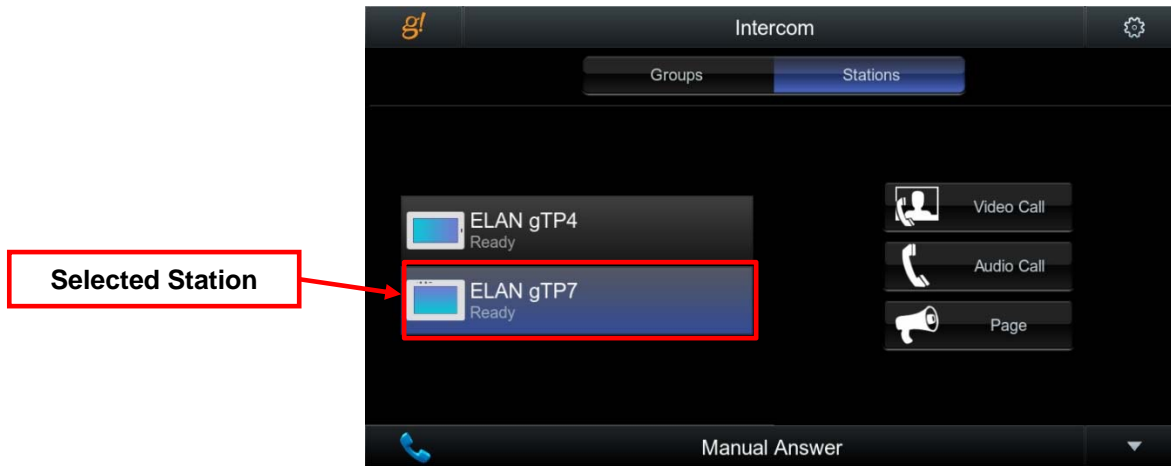 g!
Intercom
Groups
Stations
ELAN gTP4
Ready
Video Call
Selected Station
Audio Call
ELAN gTP7
Ready
Page
Manual Answer